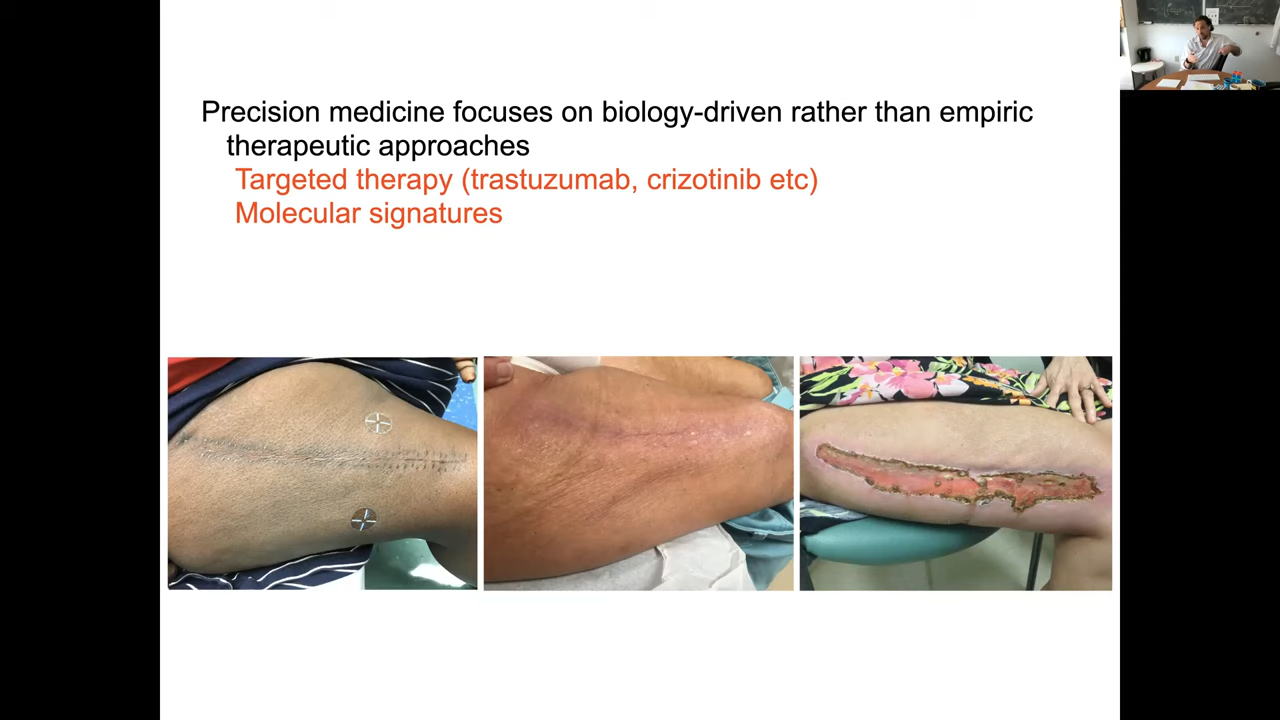 Precision medicine focuses on biology-driven rather than empiric
therapeutic approaches
Targeted therapy (trastuzumab, crizotinib etc)
Molecular signatures